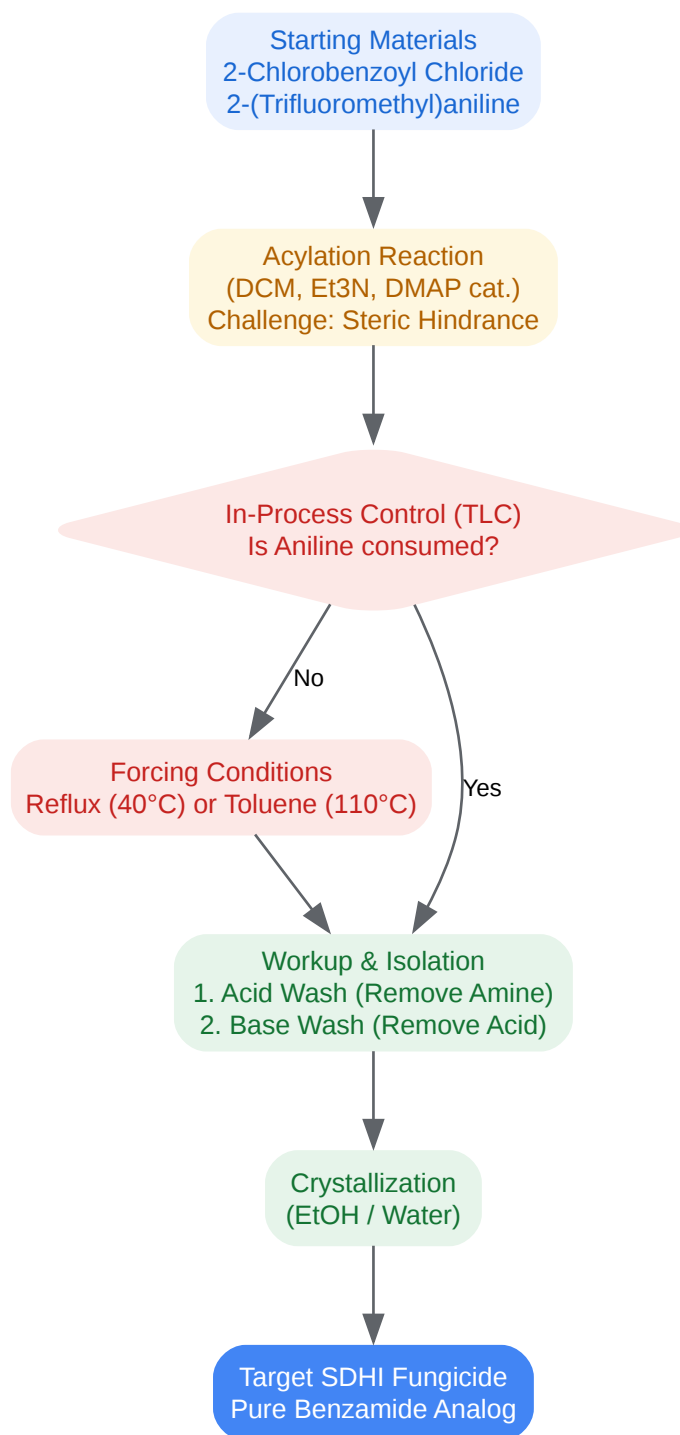 Starting Materials
2-Chlorobenzoyl Chloride
2-(Trifluoromethyl)aniline
Acylation Reaction
(DCM, Et3N, DMAP cat.)
Challenge: Steric Hindrance
In-Process Control (TLC)
Is Aniline consumed?
No
Forcing Conditions
Reflux (40°C) or Toluene (110°C)
Yes
Workup & Isolation
1. Acid Wash (Remove Amine)
2. Base Wash (Remove Acid)
Crystallization
(EtOH / Water)
Target SDHI Fungicide
Pure Benzamide Analog